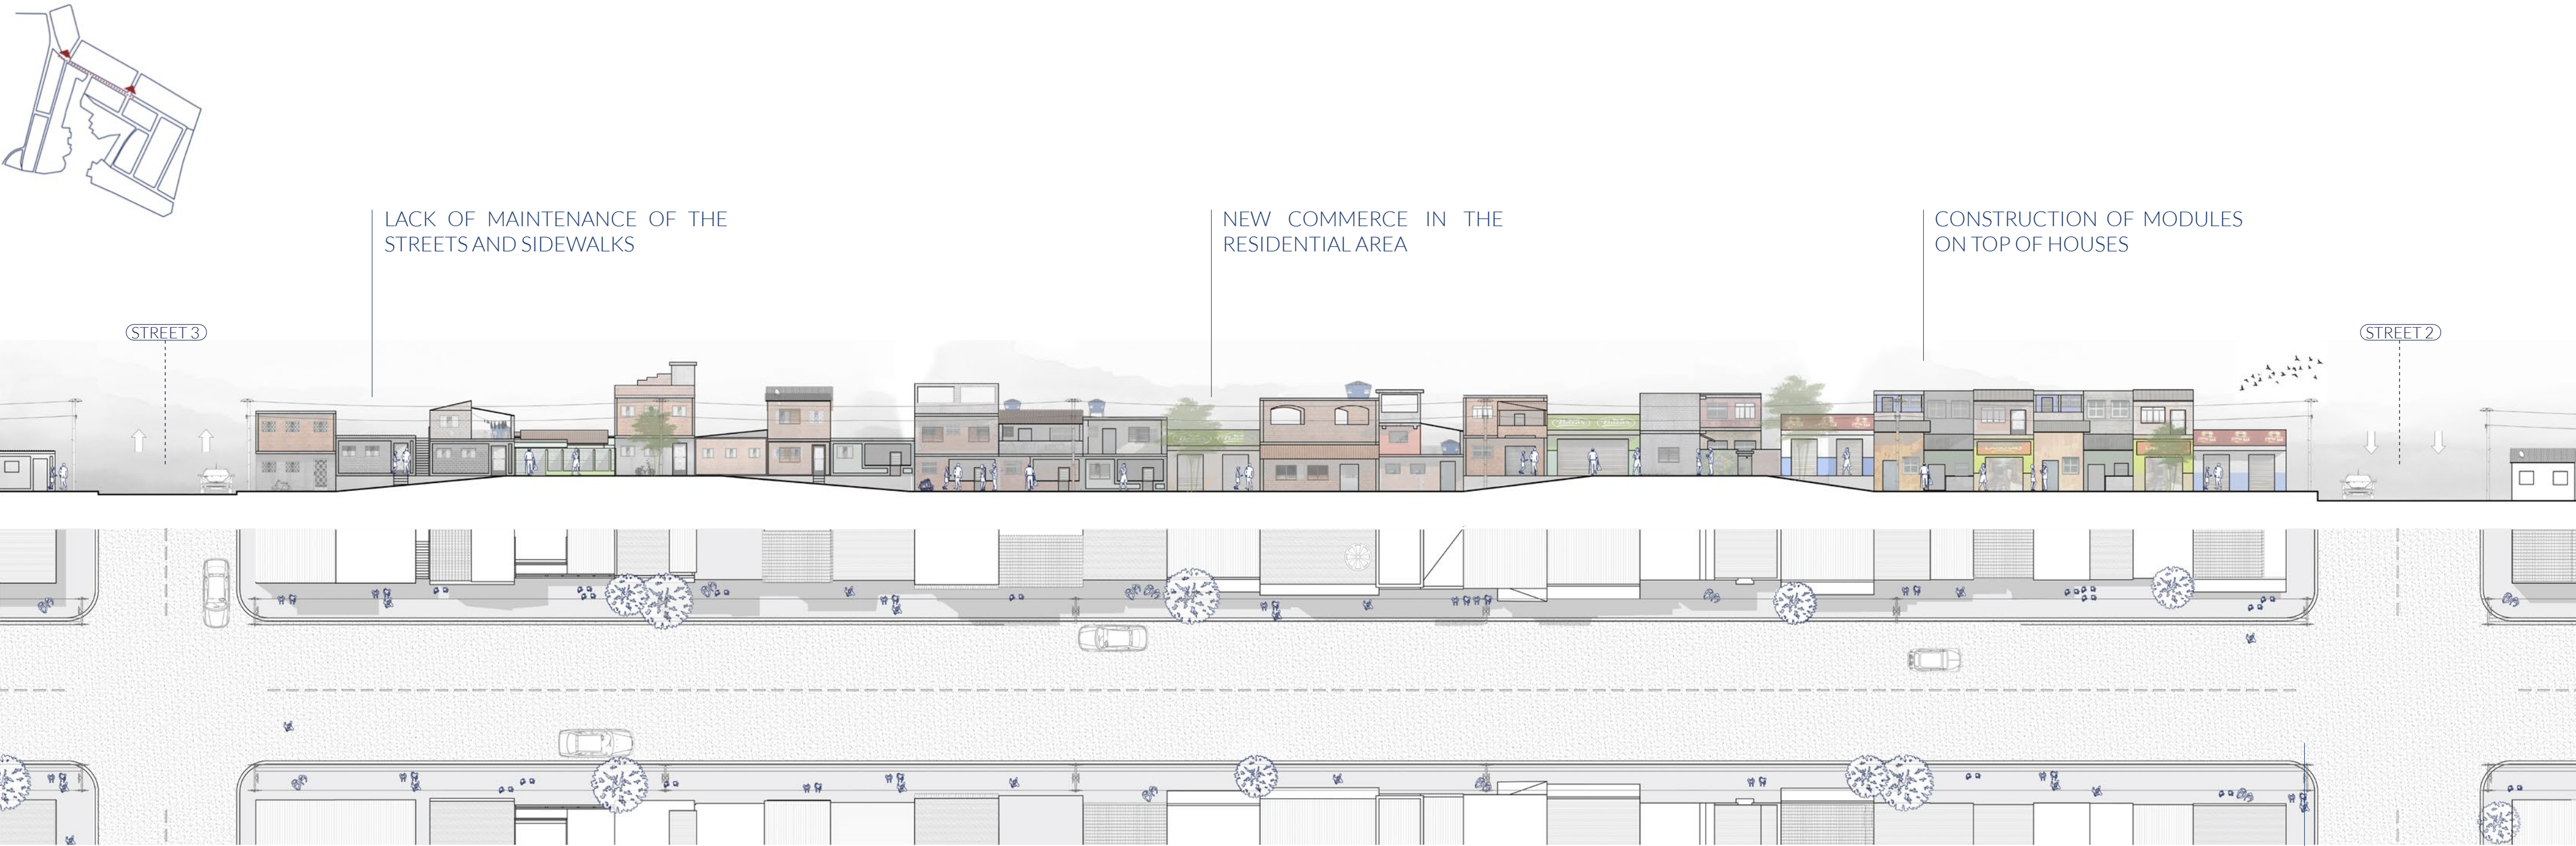 LACK OF MAINTENANCE OF THE
STREETS AND SIDEWALKS
NEW COMMERCE IN THE
RESIDENTIAL AREA
CONSTRUCTION OF MODULES
ON TOP OF HOUSES
STREET 3
STREET 2